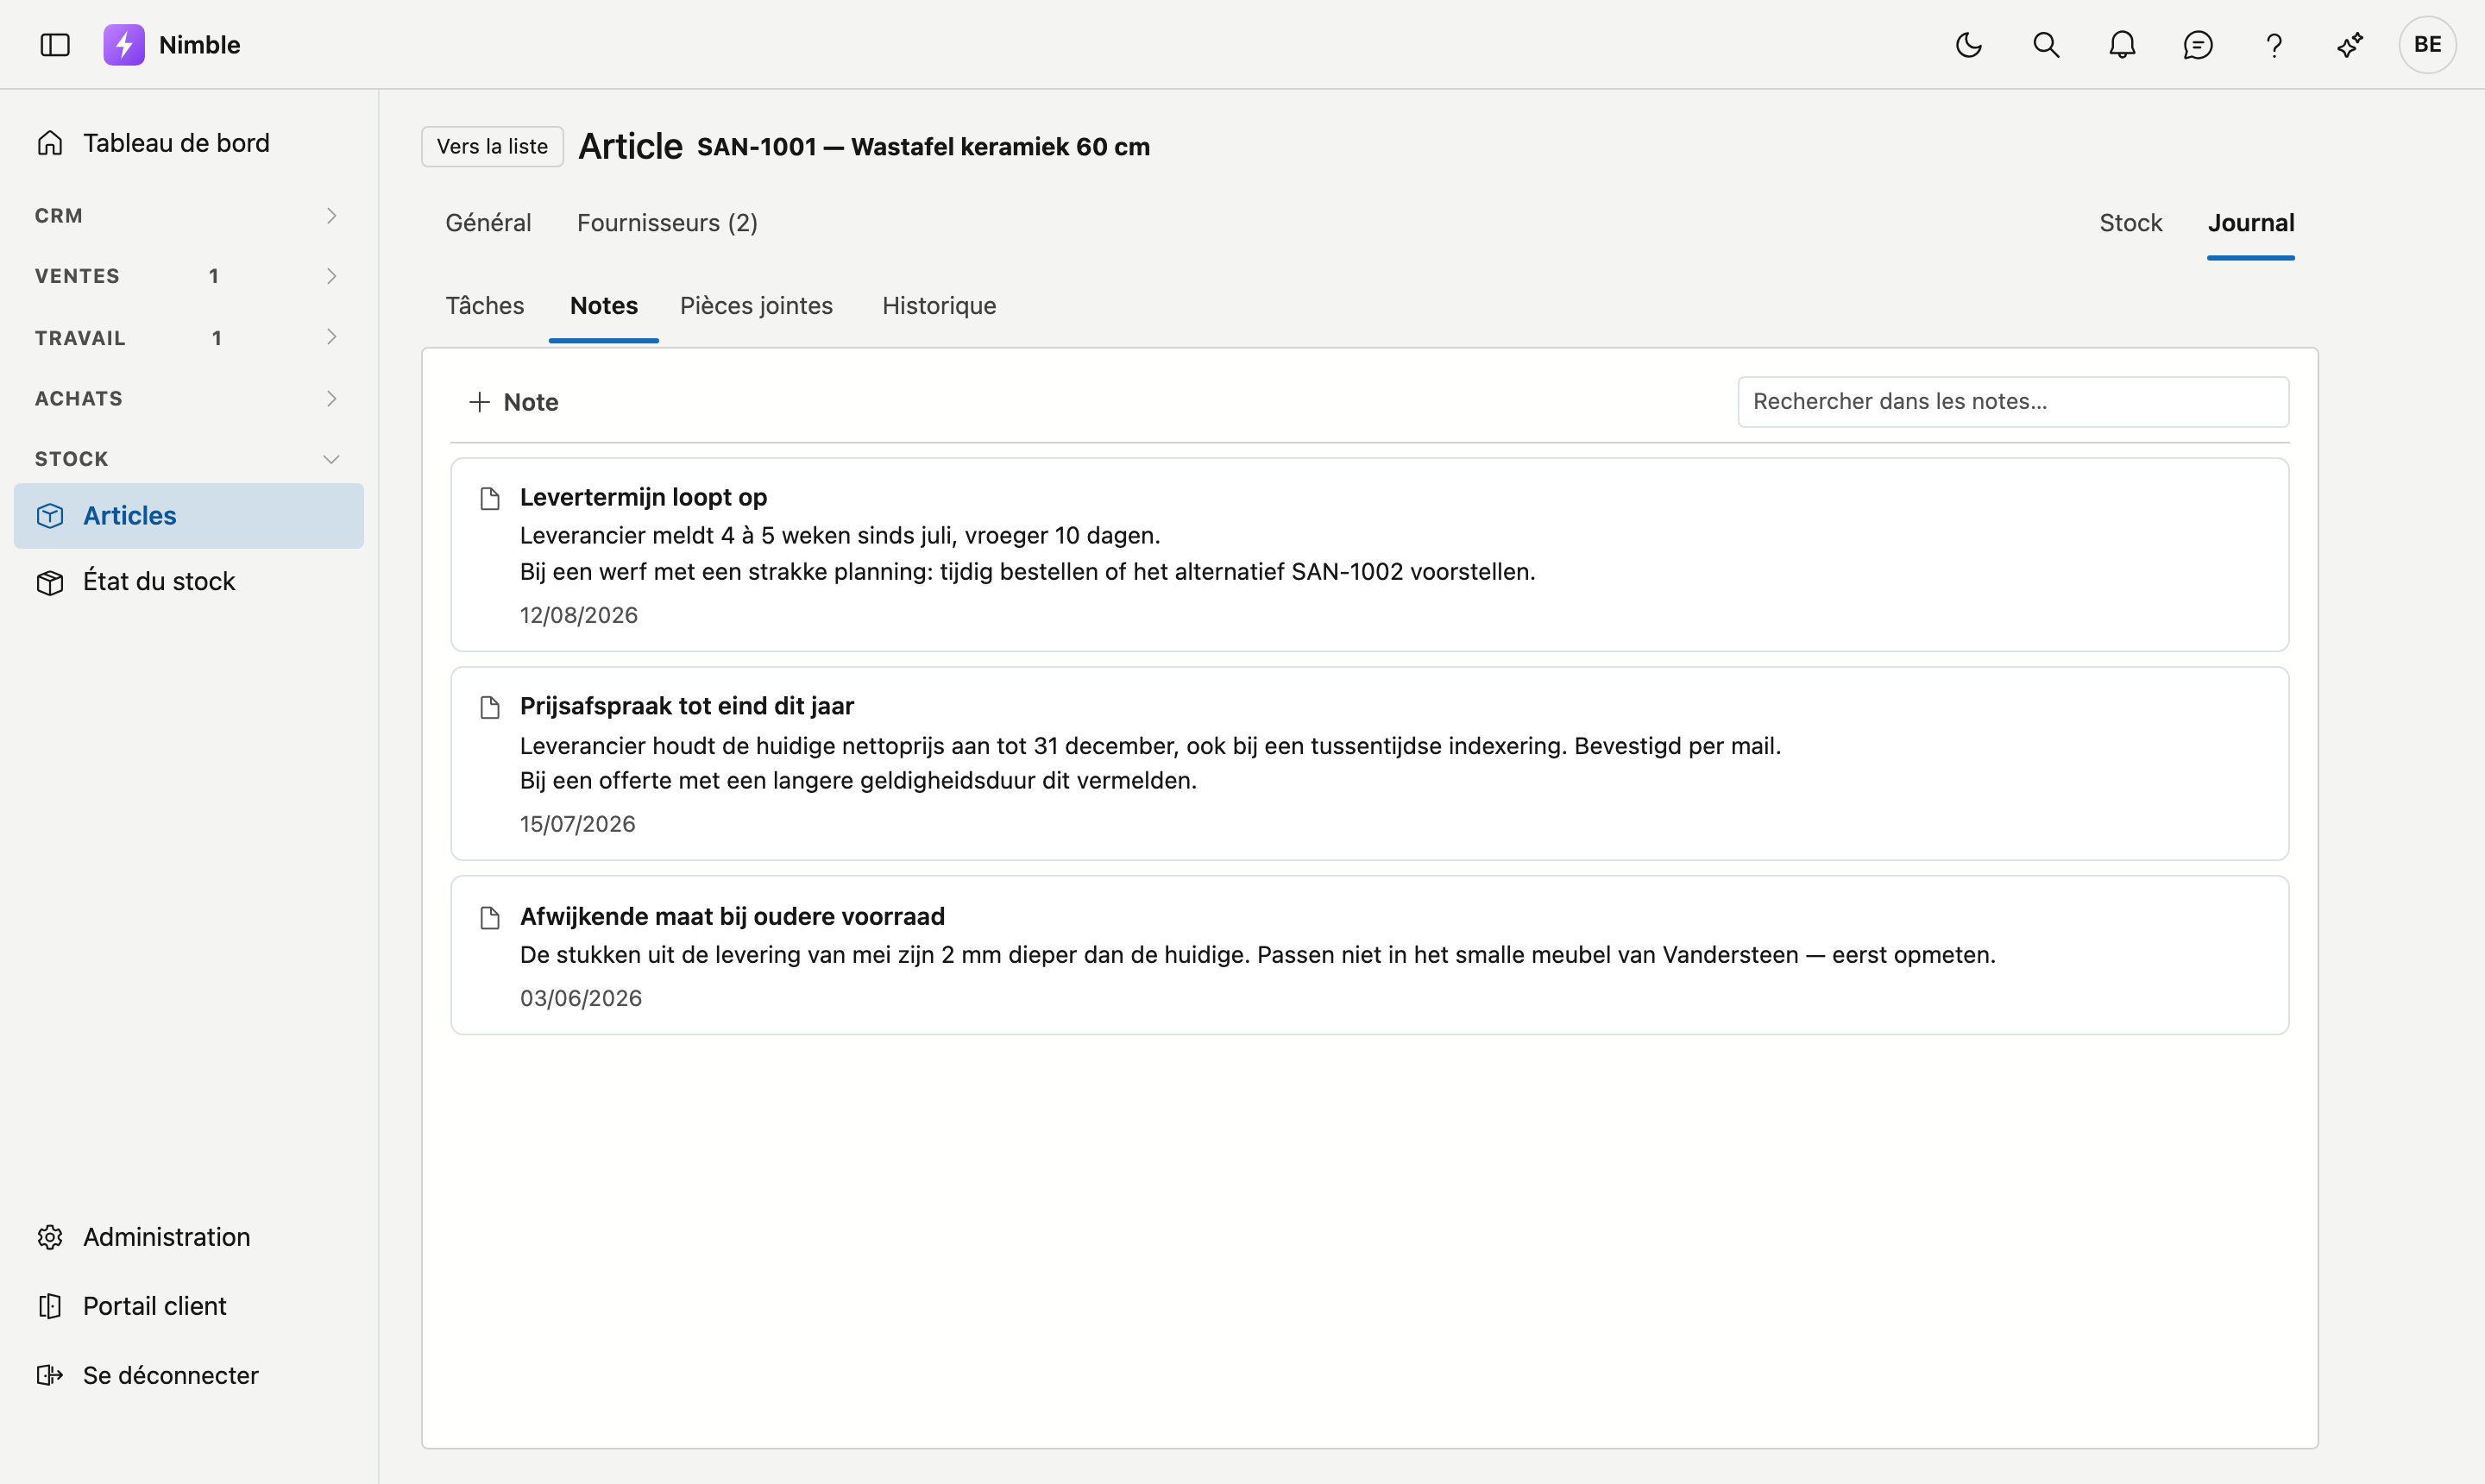 Nimble
BE
Tableau de bord
CRM
VENTES 1
TRAVAIL 1
ACHATS
STOCK
Articles
État du stock
Administration
Portail client
Se déconnecter
Vers la liste
Article SAN-1001 — Wastafel keramiek 60 cm
Général Fournisseurs (2) Stock Journal
Tâches Notes Pièces jointes Historique
Note
Rechercher dans les notes...
Levertermijn loopt op
Leverancier meldt 4 à 5 weken sinds juli, vroeger 10 dagen.
Bij een werf met een strakke planning: tijdig bestellen of het alternatief SAN-1002 voorstellen.
12/08/2026
Prijsafspraak tot eind dit jaar
Leverancier houdt de huidige nettoprijs aan tot 31 december, ook bij een tussentijdse indexering. Bevestigd per mail.
Bij een offerte met een langere geldigheidsduur dit vermelden.
15/07/2026
Afwijkende maat bij oudere voorraad
De stukken uit de levering van mei zijn 2 mm dieper dan de huidige. Passen niet in het smalle meubel van Vandersteen — eerst opmeten.
03/06/2026